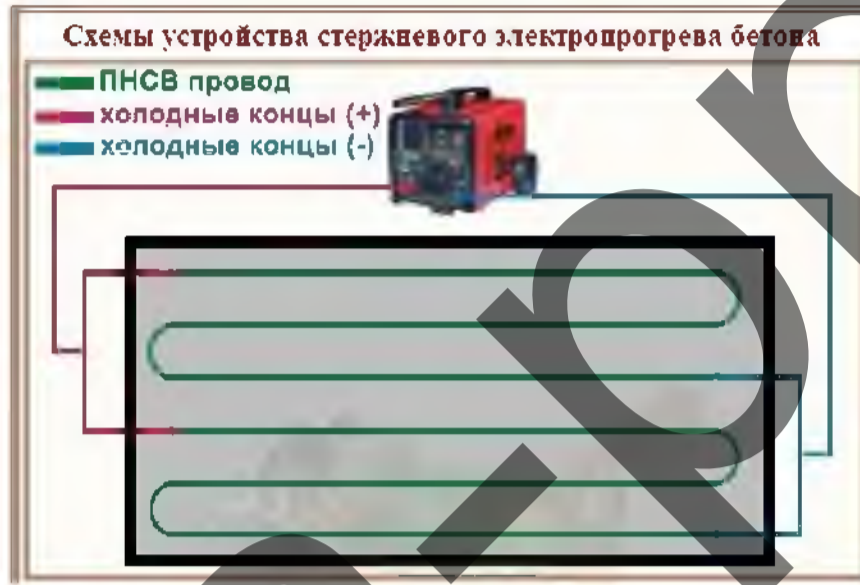 Схемы устройства стержневого электропрогрева бетона
ПНСВ провод
холодные концы (+)
холодные концы (-)